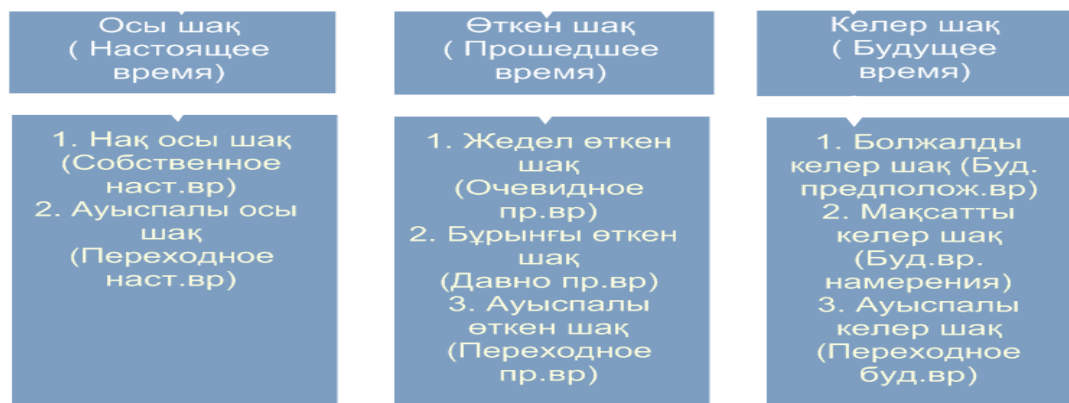 Осы шақ
( Настоящее
время)
Өткен шақ
( Прошедшее
время)
Келер шақ
( Будущее
время)
1. Нақ осы шақ
(Собственное
наст.вр)
2. Ауыспалы осы
шақ
(Переходное
наст.вр)
1. Жедел өткен
шақ
(Очевидное
пр.вр)
2. Бұрынғы өткен
шақ
(Давно пр.вр)
3. Ауыспалы
өткен шақ
(Переходное
пр.вр)
1. Болжалды
келер шақ (Буд.
предполож.вр)
2. Мақсатты
келер шақ
(Буд.вр.
намерения)
3. Ауыспалы
келер шақ
(Переходное
буд.вр)